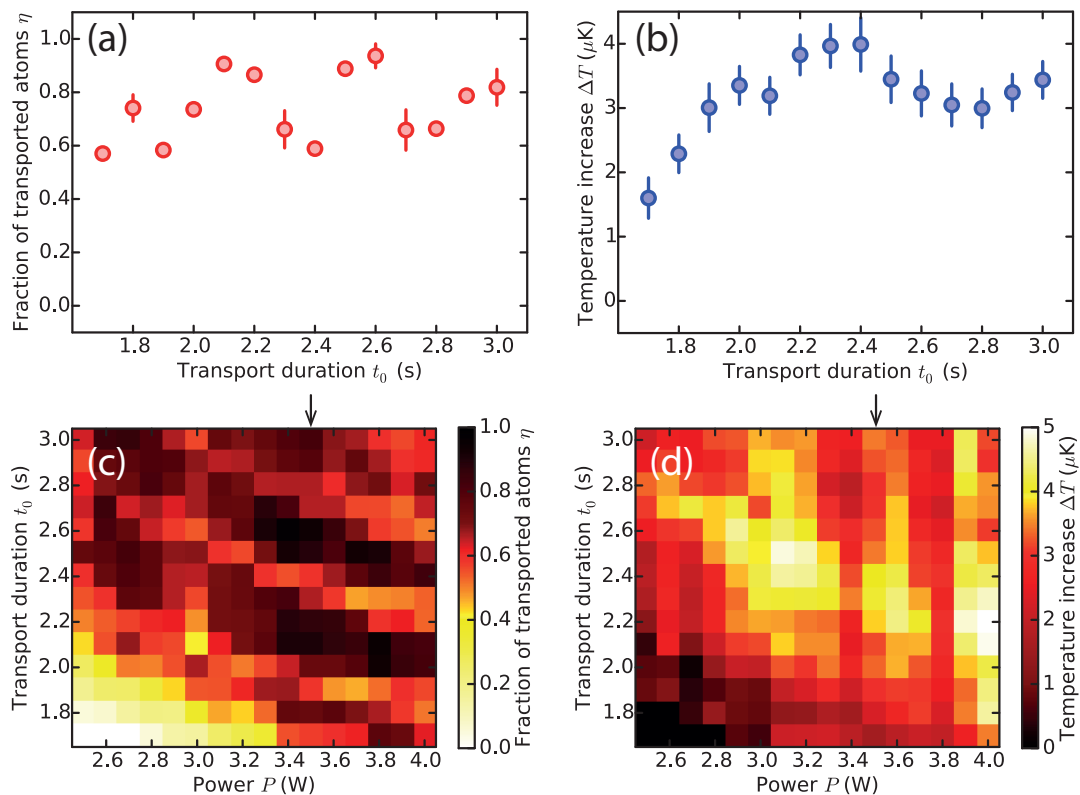 (a)
Fraction of transported atoms η
1.0
0.8
0.6
0.4
0.2
0.0
1.8 2.0 2.2 2.4 2.6 2.8 3.0
Transport duration t₀ (s)
(b)
Temperature increase ΔT (μK)
4
3
2
1
0
1.8 2.0 2.2 2.4 2.6 2.8 3.0
Transport duration t₀ (s)
(c)
Transport duration t₀ (s)
3.0
2.8
2.6
2.4
2.2
2.0
1.8
2.6 2.8 3.0 3.2 3.4 3.6 3.8 4.0
Power P (W)
1.0
0.8
0.6
0.4
0.2
0.0
Fraction of transported atoms η
(d)
Transport duration t₀ (s)
3.0
2.8
2.6
2.4
2.2
2.0
1.8
2.6 2.8 3.0 3.2 3.4 3.6 3.8 4.0
Power P (W)
5
4
3
2
1
0
Temperature increase ΔT (μK)